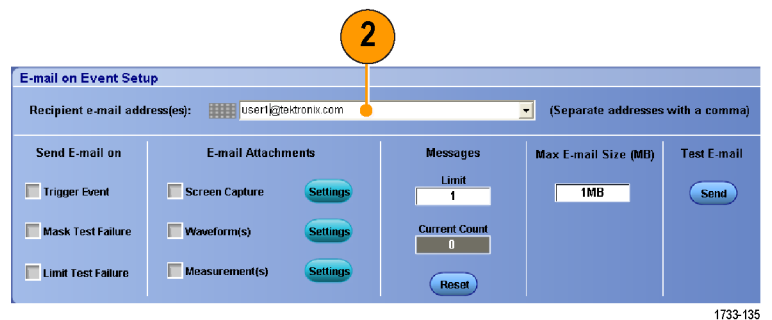 2
E-mail on Event Setup
Recipient e-mail address(es): user1@tektronix.com (Separate addresses with a comma)
Send E-mail on E-mail Attachments Messages Max E-mail Size (MB) Test E-mail
Limit
Trigger Event Screen Capture Settings 1 1MB Send
Mask Test Failure Waveform(s) Settings Current Count
0
Limit Test Failure Measurement(s) Settings Reset
1733-135